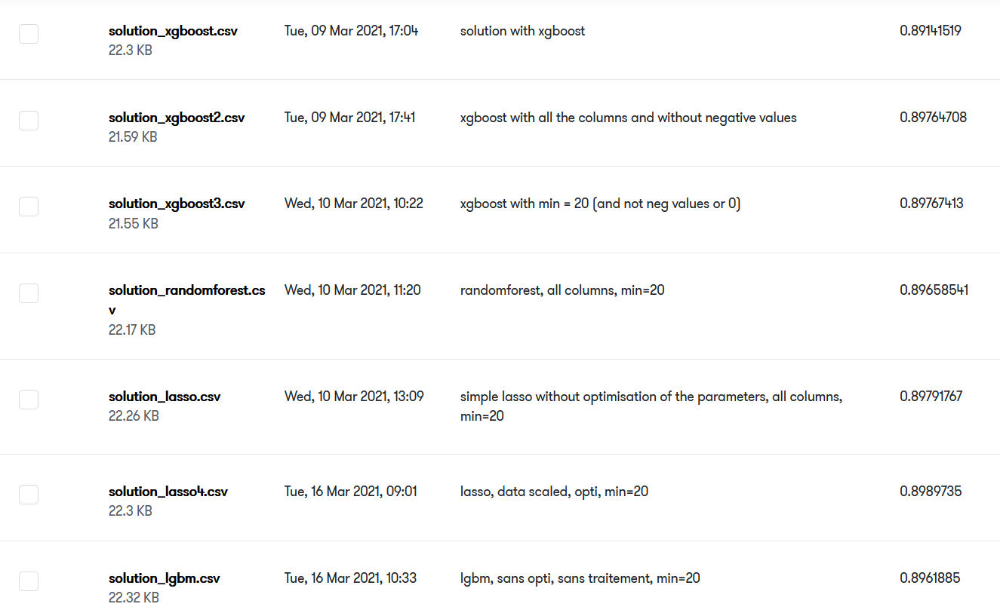 solution_xgboost.csv Tue, 09 Mar 2021, 17:04 solution with xgboost 0.89141519
22.3 KB
solution_xgboost2.csv Tue, 09 Mar 2021, 17:41 xgboost with all the columns and without negative values 0.89764708
21.59 KB
solution_xgboost3.csv Wed, 10 Mar 2021, 10:22 xgboost with min = 20 (and not neg values or 0) 0.89767413
21.55 KB
solution_randomforest.cs Wed, 10 Mar 2021, 11:20 randomforest, all columns, min=20 0.89658541
v
22.17 KB
solution_lasso.csv Wed, 10 Mar 2021, 13:09 simple lasso without optimisation of the parameters, all columns, 0.89791767
22.26 KB min=20
solution_lasso4.csv Tue, 16 Mar 2021, 09:01 lasso, data scaled, opti, min=20 0.8989735
22.3 KB
solution_lgbm.csv Tue, 16 Mar 2021, 10:33 lgbm, sans opti, sans traitement, min=20 0.8961885
22.32 KB